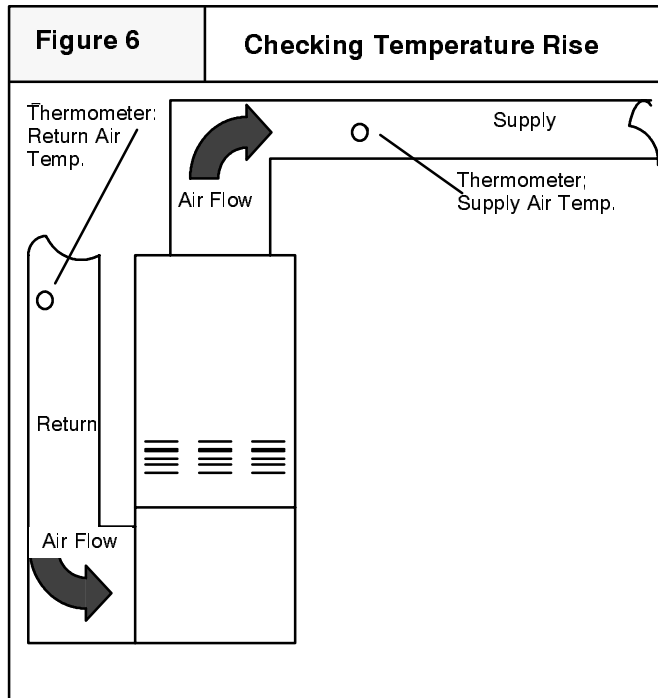 Figure 6
Checking Temperature Rise
Thermometer:
Return Air
Temp.
Supply
Air Flow
Thermometer;
Supply Air Temp.
Return
Air Flow